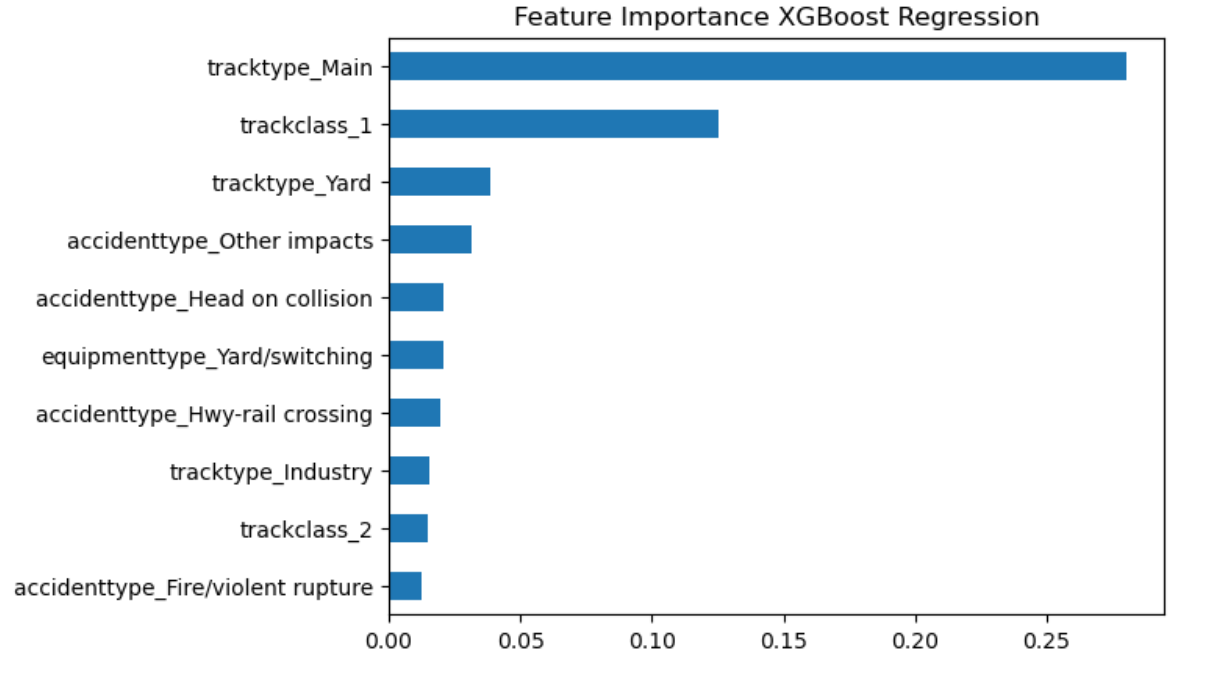 Feature Importance XGBoost Regression
tracktype_Main
trackclass_1
tracktype_Yard
accidenttype_Other impacts
accidenttype_Head on collision
equipmenttype_Yard/switching
accidenttype_Hwy-rail crossing
tracktype_Industry
trackclass_2
accidenttype_Fire/violent rupture
0.00 0.05 0.10 0.15 0.20 0.25